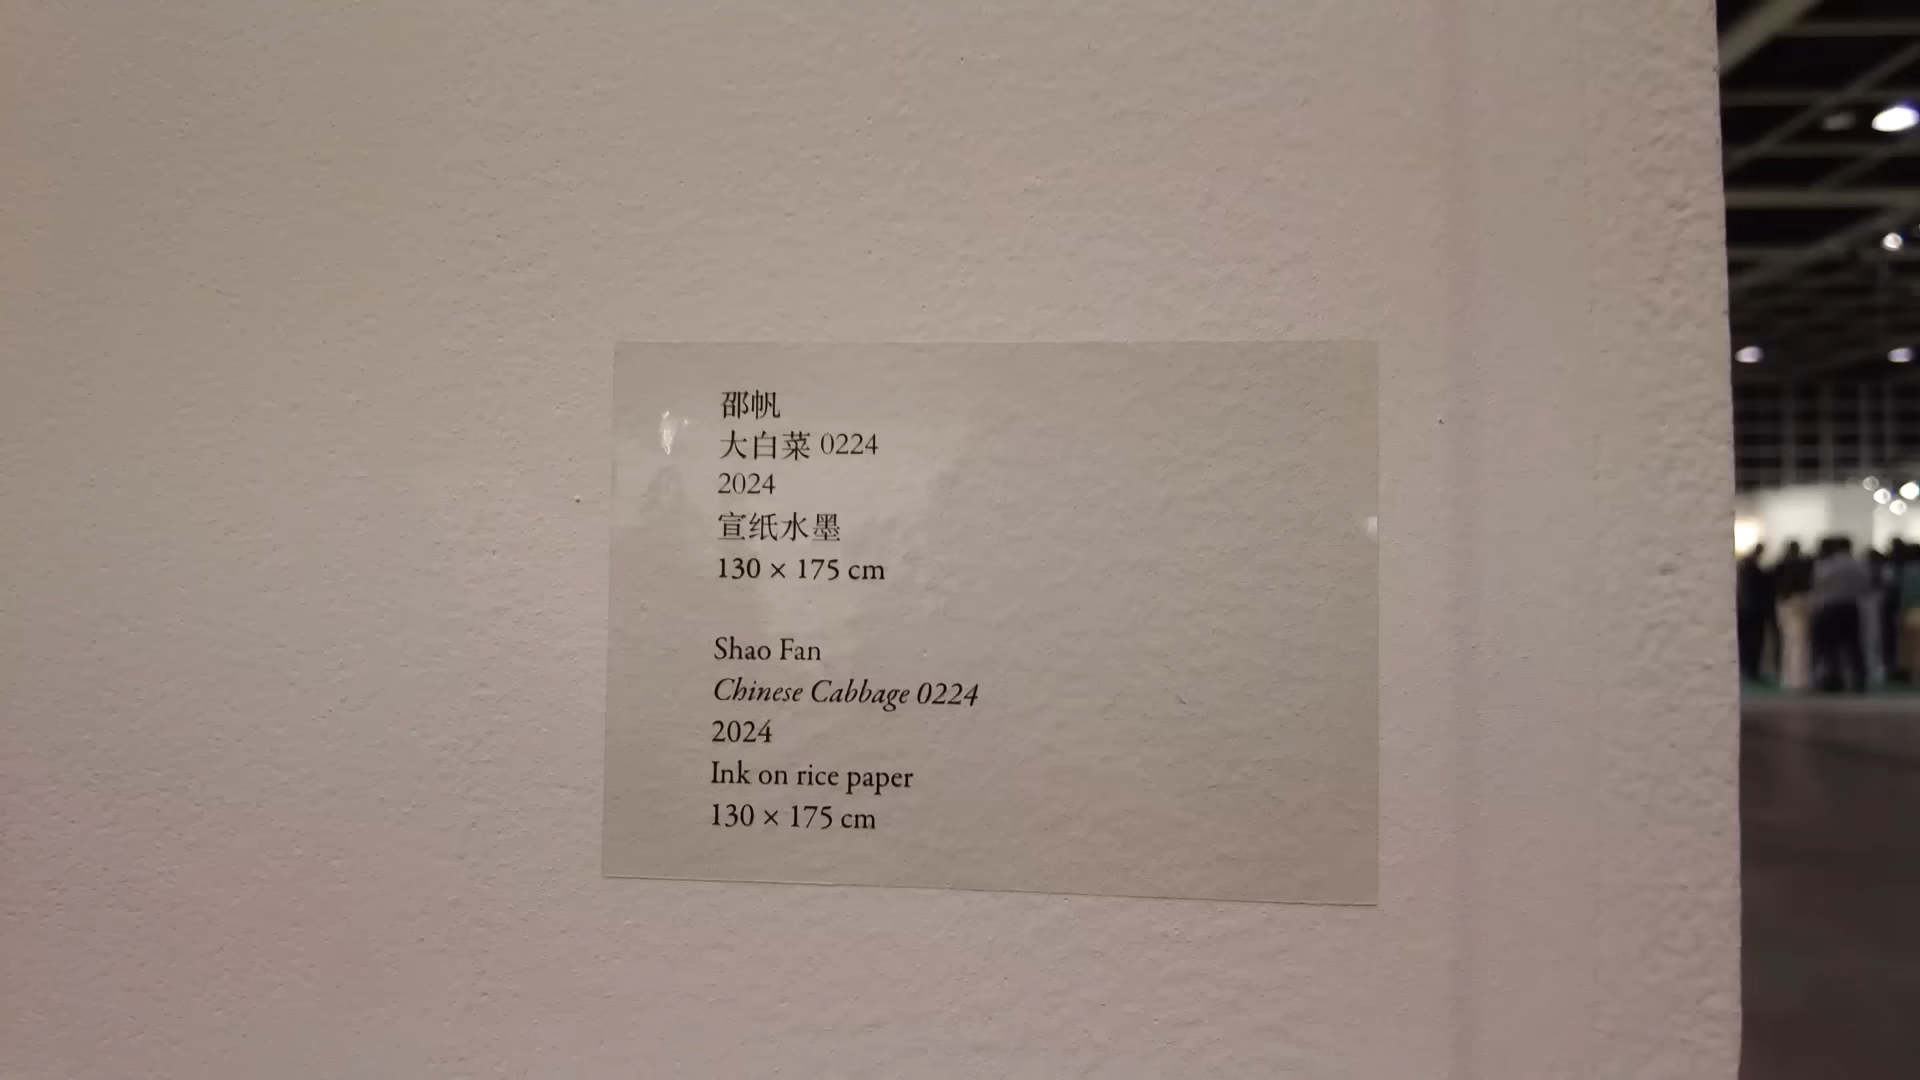 邵帆
大白菜 0224
2024
宣纸水墨
130 × 175 cm
Shao Fan
Chinese Cabbage 0224
2024
Ink on rice paper
130 × 175 cm